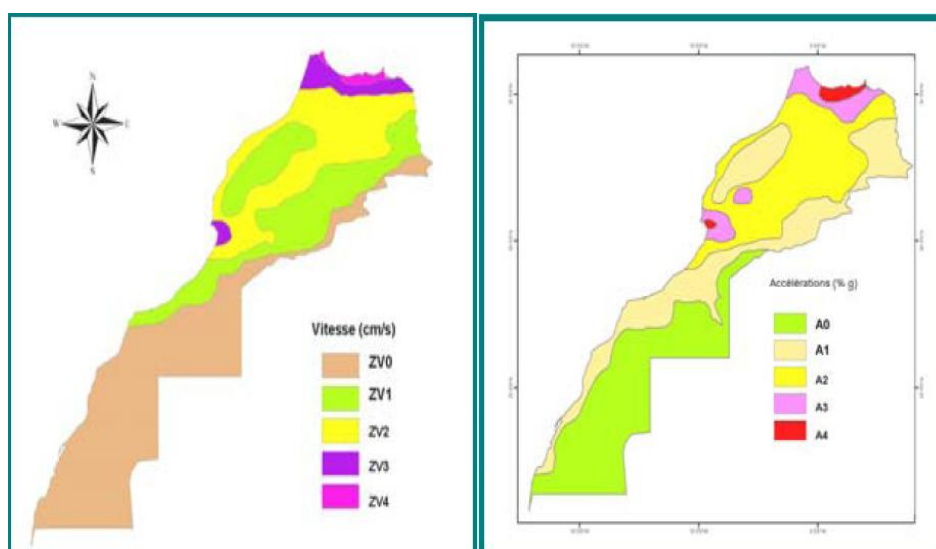 N
W
E
S
Vitesse (cm/s)
ZV0
ZV1
ZV2
ZV3
ZV4
Accélérations (% g)
A0
A1
A2
A3
A4